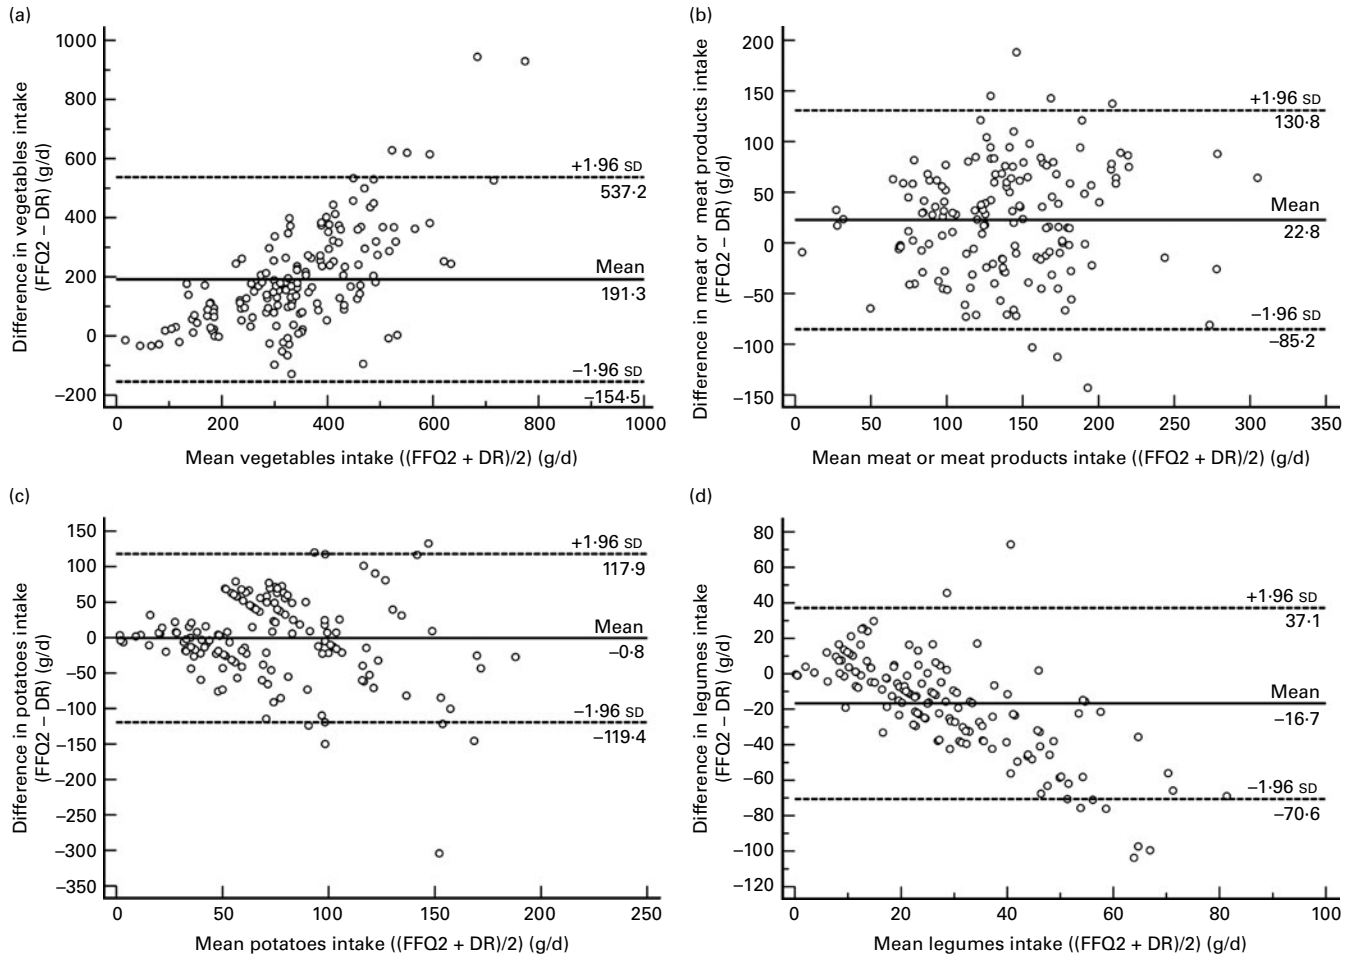 (a)
Difference in vegetables intake
(FFQ2 – DR) (g/d)
1000
800
600
400
200
0
–200
+1·96 SD
537·2
Mean
191·3
–1·96 SD
–154·5
0 200 400 600 800 1000
Mean vegetables intake ((FFQ2 + DR)/2) (g/d)
(b)
Difference in meat or meat products intake
(FFQ2 – DR) (g/d)
200
150
100
50
0
–50
–100
–150
+1·96 SD
130·8
Mean
22·8
–1·96 SD
–85·2
0 50 100 150 200 250 300 350
Mean meat or meat products intake ((FFQ2 + DR)/2) (g/d)
(c)
Difference in potatoes intake
(FFQ2 – DR) (g/d)
150
100
50
0
–50
–100
–150
–200
–250
–300
–350
+1·96 SD
117·9
Mean
–0·8
–1·96 SD
–119·4
0 50 100 150 200 250
Mean potatoes intake ((FFQ2 + DR)/2) (g/d)
(d)
Difference in legumes intake
(FFQ2 – DR) (g/d)
80
60
40
20
0
–20
–40
–60
–80
–100
–120
+1·96 SD
37·1
Mean
–16·7
–1·96 SD
–70·6
0 20 40 60 80 100
Mean legumes intake ((FFQ2 + DR)/2) (g/d)